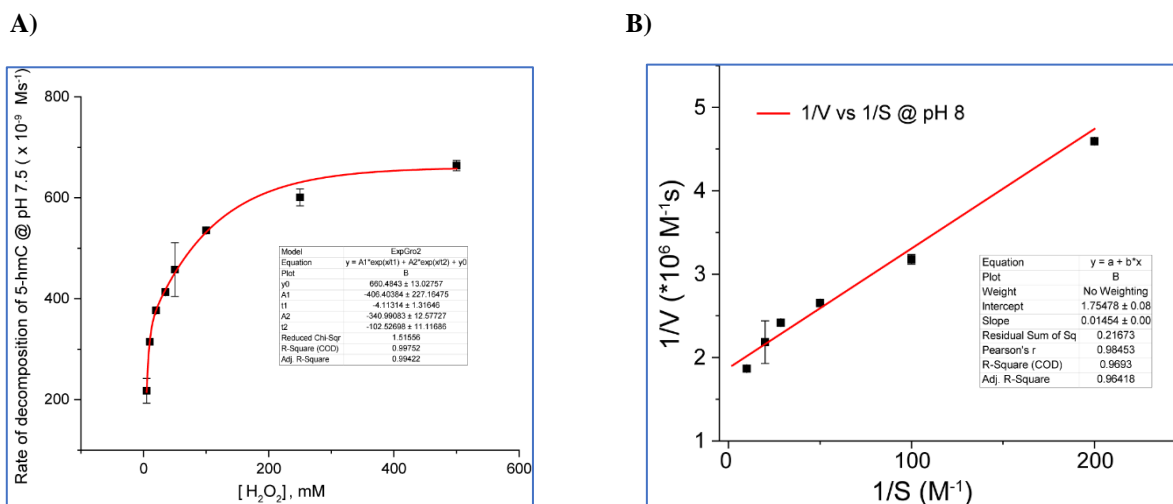 A)
B)
Rate of decomposition of 5-hmC @ pH 7.5 ( x 10⁻⁹ Ms⁻¹)
800
600
400
200
0
200
400
600
[ H₂O₂] , mM
Model ExpGro2
Equation y = A1*exp(x/t1) + A2*exp(x/t2) + y0
Plot B
y0 660.4843 ± 13.02757
A1 -406.40384 ± 227.16475
t1 -4.11314 ± 1.31646
A2 -340.99083 ± 12.57727
t2 -102.52698 ± 11.11686
Reduced Chi-Sqr 1.51556
R-Square (COD) 0.99752
Adj. R-Square 0.99422
1/V (*10⁶ M⁻¹s)
5
4
3
2
1
1/V vs 1/S @ pH 8
0
100
200
1/S (M⁻¹)
Equation y = a + b*x
Plot B
Weight No Weighting
Intercept 1.75478 ± 0.08
Slope 0.01454 ± 0.00
Residual Sum of Sq 0.21673
Pearson's r 0.98453
R-Square (COD) 0.9693
Adj. R-Square 0.96418